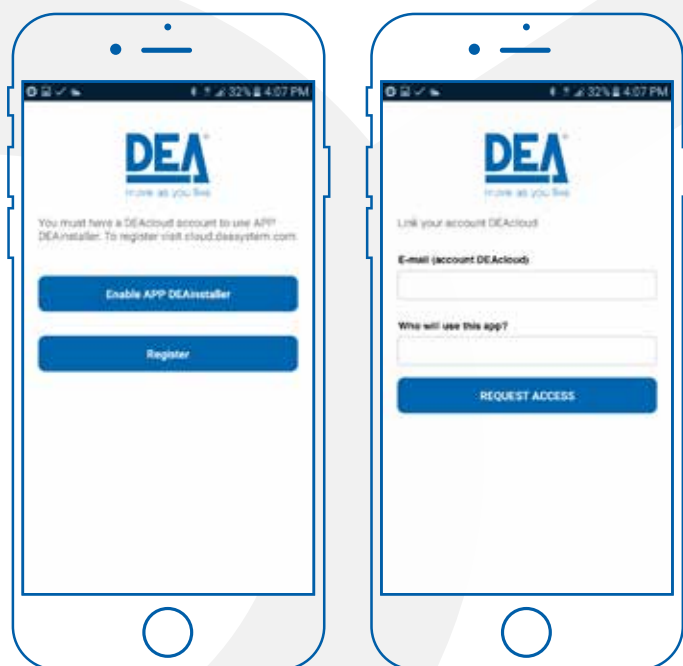 32% 4:07 PM
DEA
move as you live
You must have a DEAcloud account to use APP
DEAinstaller. To register visit cloud.deasystem.com
Enable APP DEAinstaller
Register
32% 4:07 PM
DEA
move as you live
Link your account DEAcloud
E-mail (account DEAcloud)
Who will use this app?
REQUEST ACCESS